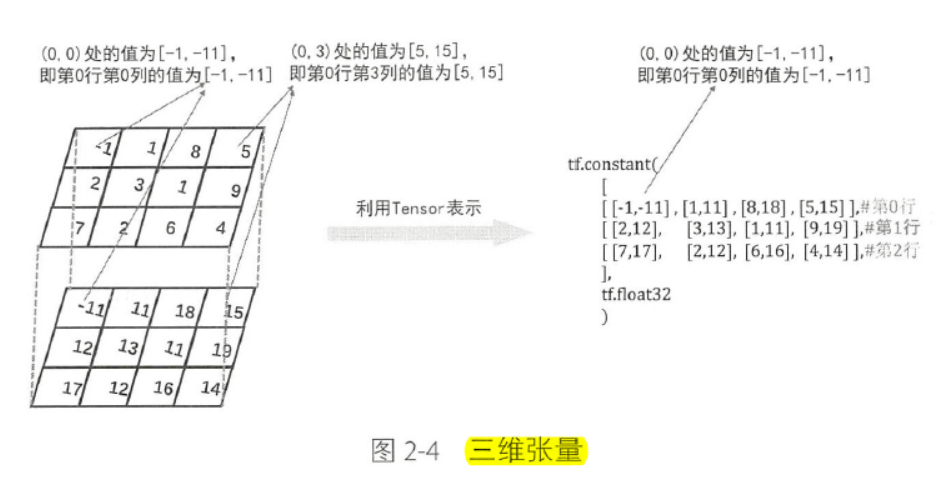 (0,0)处的值为[-1,-11],
即第0行第0列的值为[-1,-11]
(0,3)处的值为[5,15],
即第0行第3列的值为[5,15]
(0,0)处的值为[-1,-11],
即第0行第0列的值为[-1,-11]
-1 1 8 5
2 3 1 9
7 2 6 4
-11 11 18 15
12 13 11 19
17 12 16 14
利用Tensor表示
tf.constant(
[
[ [-1,-11] , [1,11] , [8,18] , [5,15] ],#第0行
[ [2,12], [3,13], [1,11], [9,19] ],#第1行
[ [7,17], [2,12], [6,16], [4,14] ],#第2行
],
tf.float32
)
图 2-4 三维张量